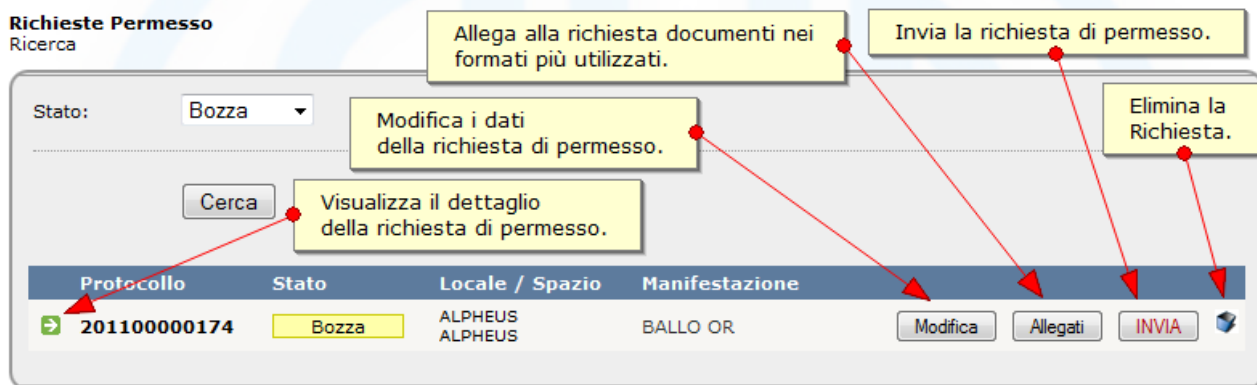 Richieste Permesso
Ricerca
Allega alla richiesta documenti nei
formati più utilizzati.
Invia la richiesta di permesso.
Stato:
Bozza
Modifica i dati
della richiesta di permesso.
Elimina la
Richiesta.
Cerca
Visualizza il dettaglio
della richiesta di permesso.
Protocollo Stato Locale / Spazio Manifestazione
201100000174 Bozza ALPHEUS BALLO OR Modifica Allegati INVIA
ALPHEUS